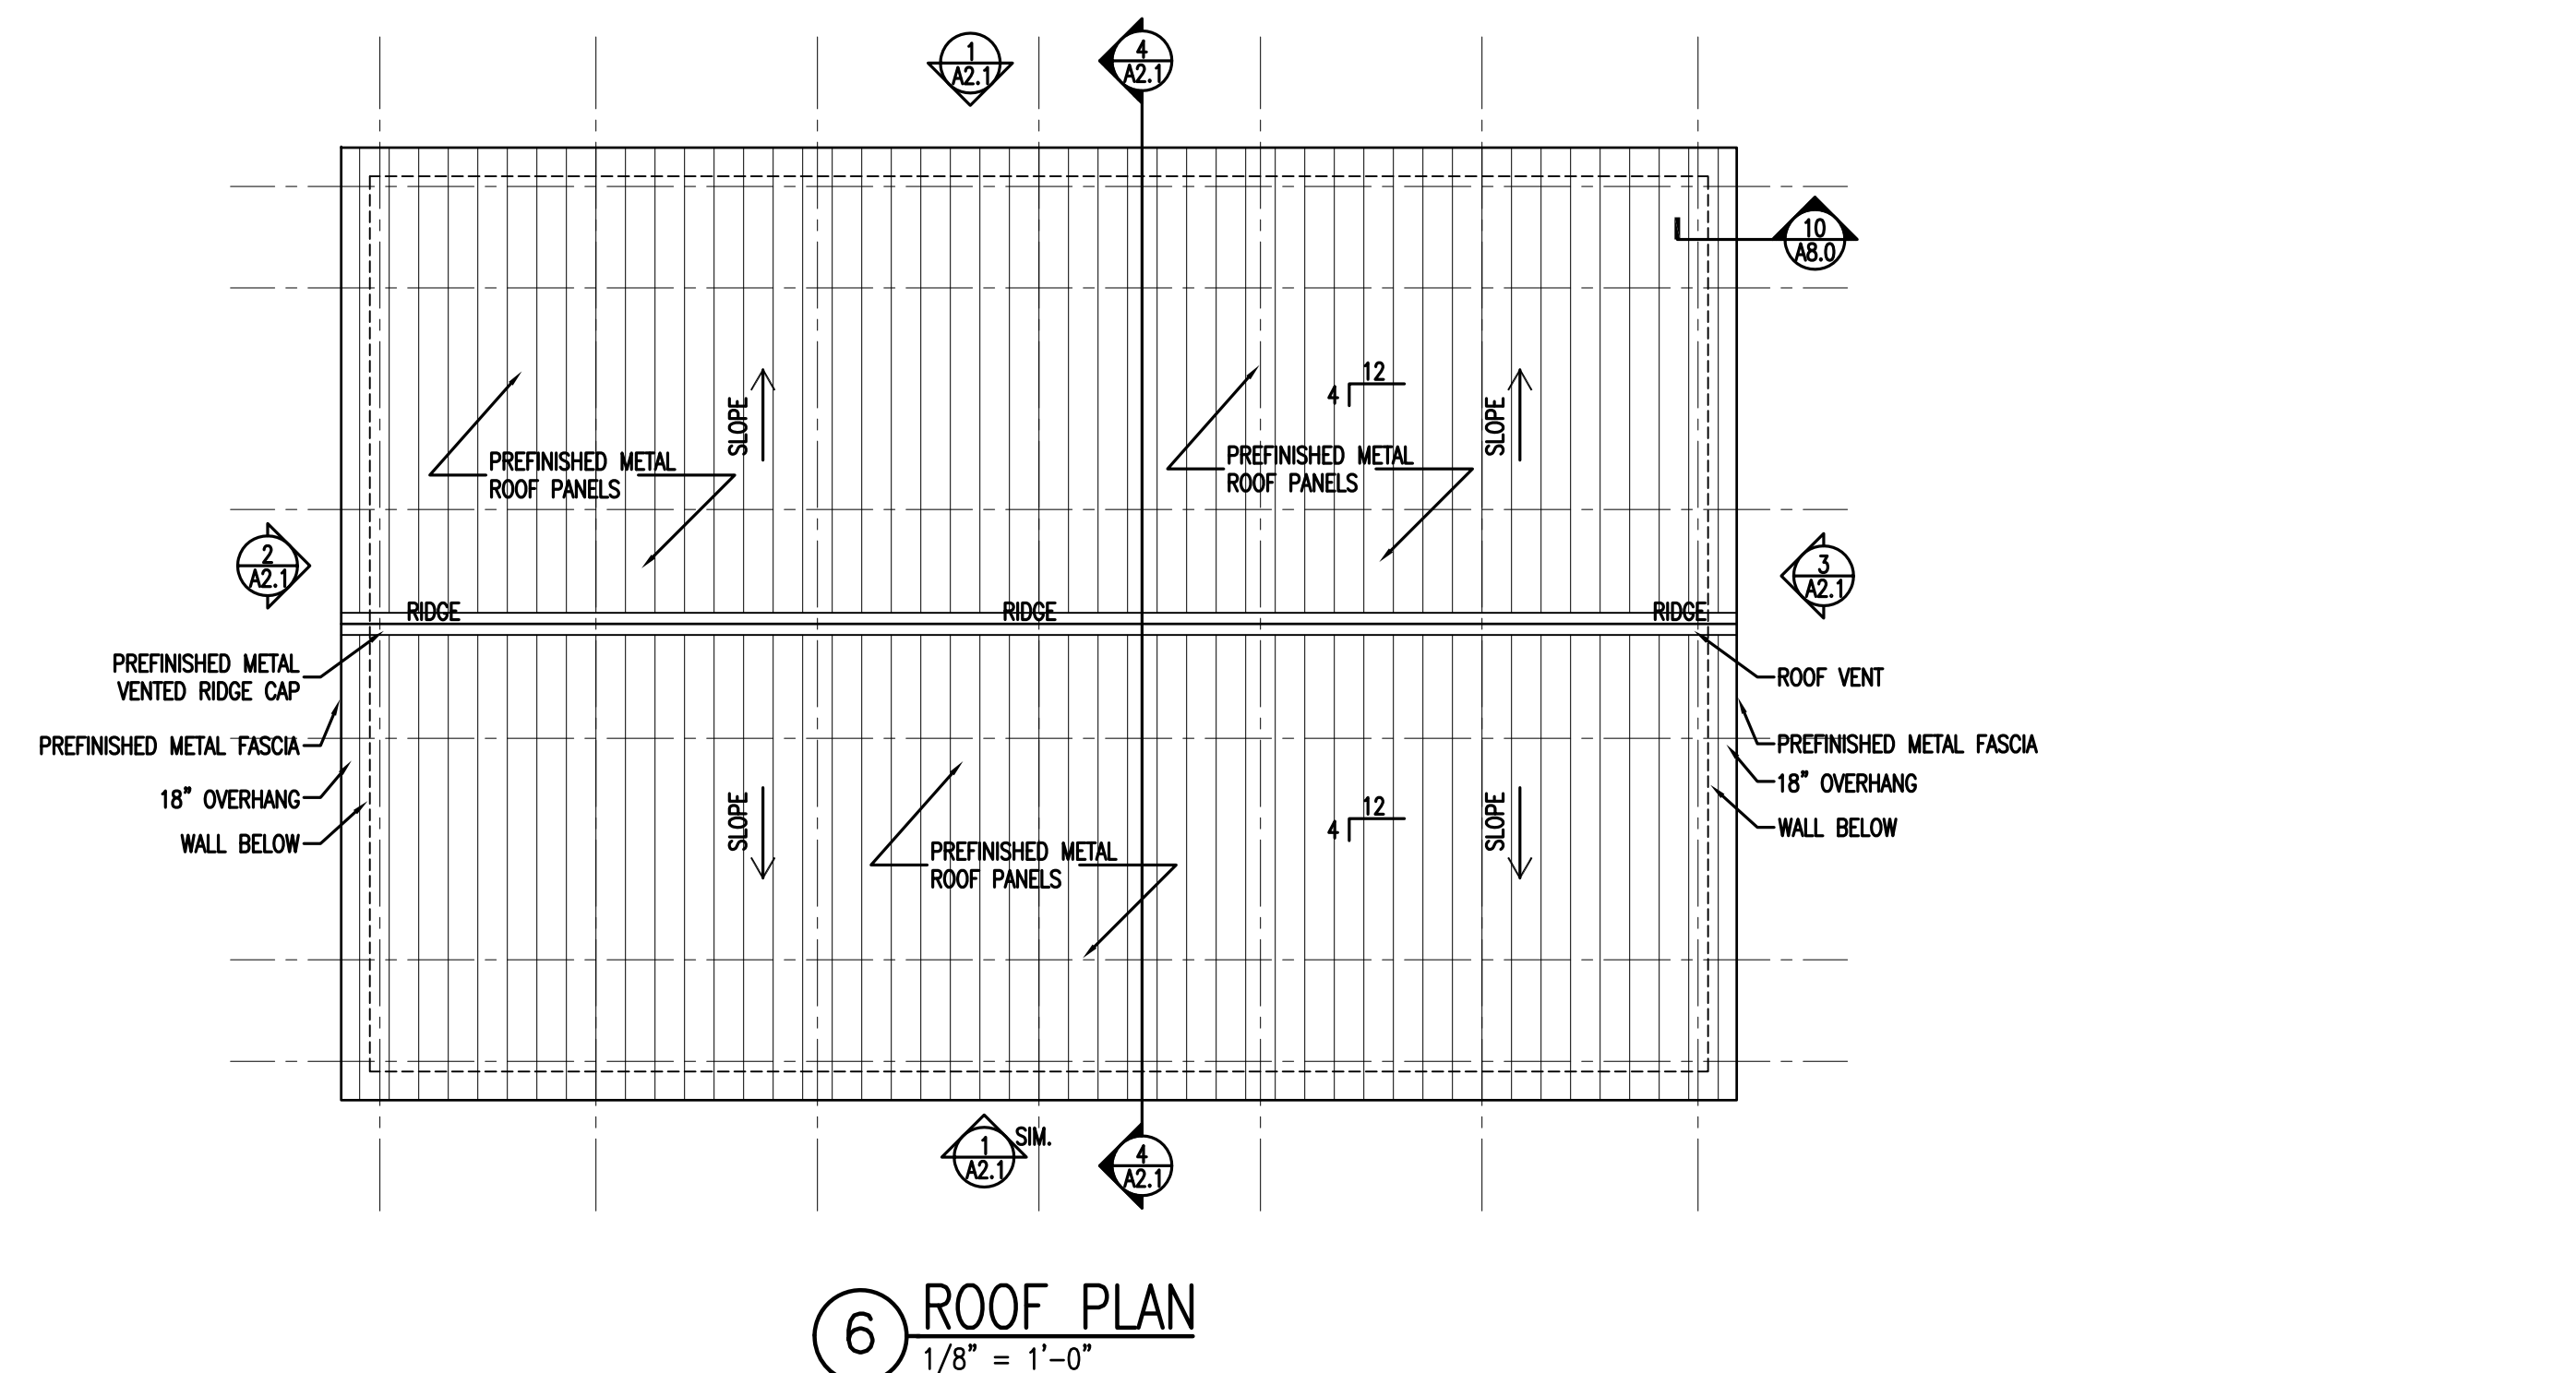 1
A2.1
4
A2.1
10
A8.0
12
4
SLOPE
SLOPE
PREFINISHED METAL
ROOF PANELS
PREFINISHED METAL
ROOF PANELS
2
A2.1
3
A2.1
RIDGE
RIDGE
RIDGE
PREFINISHED METAL
VENTED RIDGE CAP
ROOF VENT
PREFINISHED METAL FASCIA
PREFINISHED METAL FASCIA
18" OVERHANG
18" OVERHANG
WALL BELOW
WALL BELOW
SLOPE
12
4
SLOPE
PREFINISHED METAL
ROOF PANELS
1
A2.1
SIM.
4
A2.1
6
ROOF PLAN
1/8" = 1'-0"